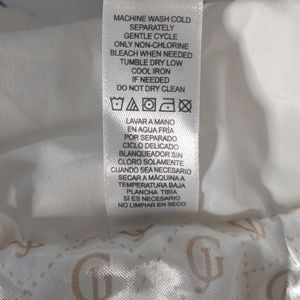 MACHINE WASH COLD
SEPARATELY
GENTLE CYCLE
ONLY NON-CHLORINE
BLEACH WHEN NEEDED
TUMBLE DRY LOW
COOL IRON
IF NEEDED
DO NOT DRY CLEAN
LAVAR A MANO
EN AGUA FRÍA
POR SEPARADO
CICLO DELICADO
BLANQUEADOR SIN
CLORO SOLAMENTE
CUANDO SEA NECESARIO
SECAR A MÁQUINA A
TEMPERATURA BAJA
PLANCHA TIBIA
SI ES NECESARIO
NO LIMPIAR EN SECO